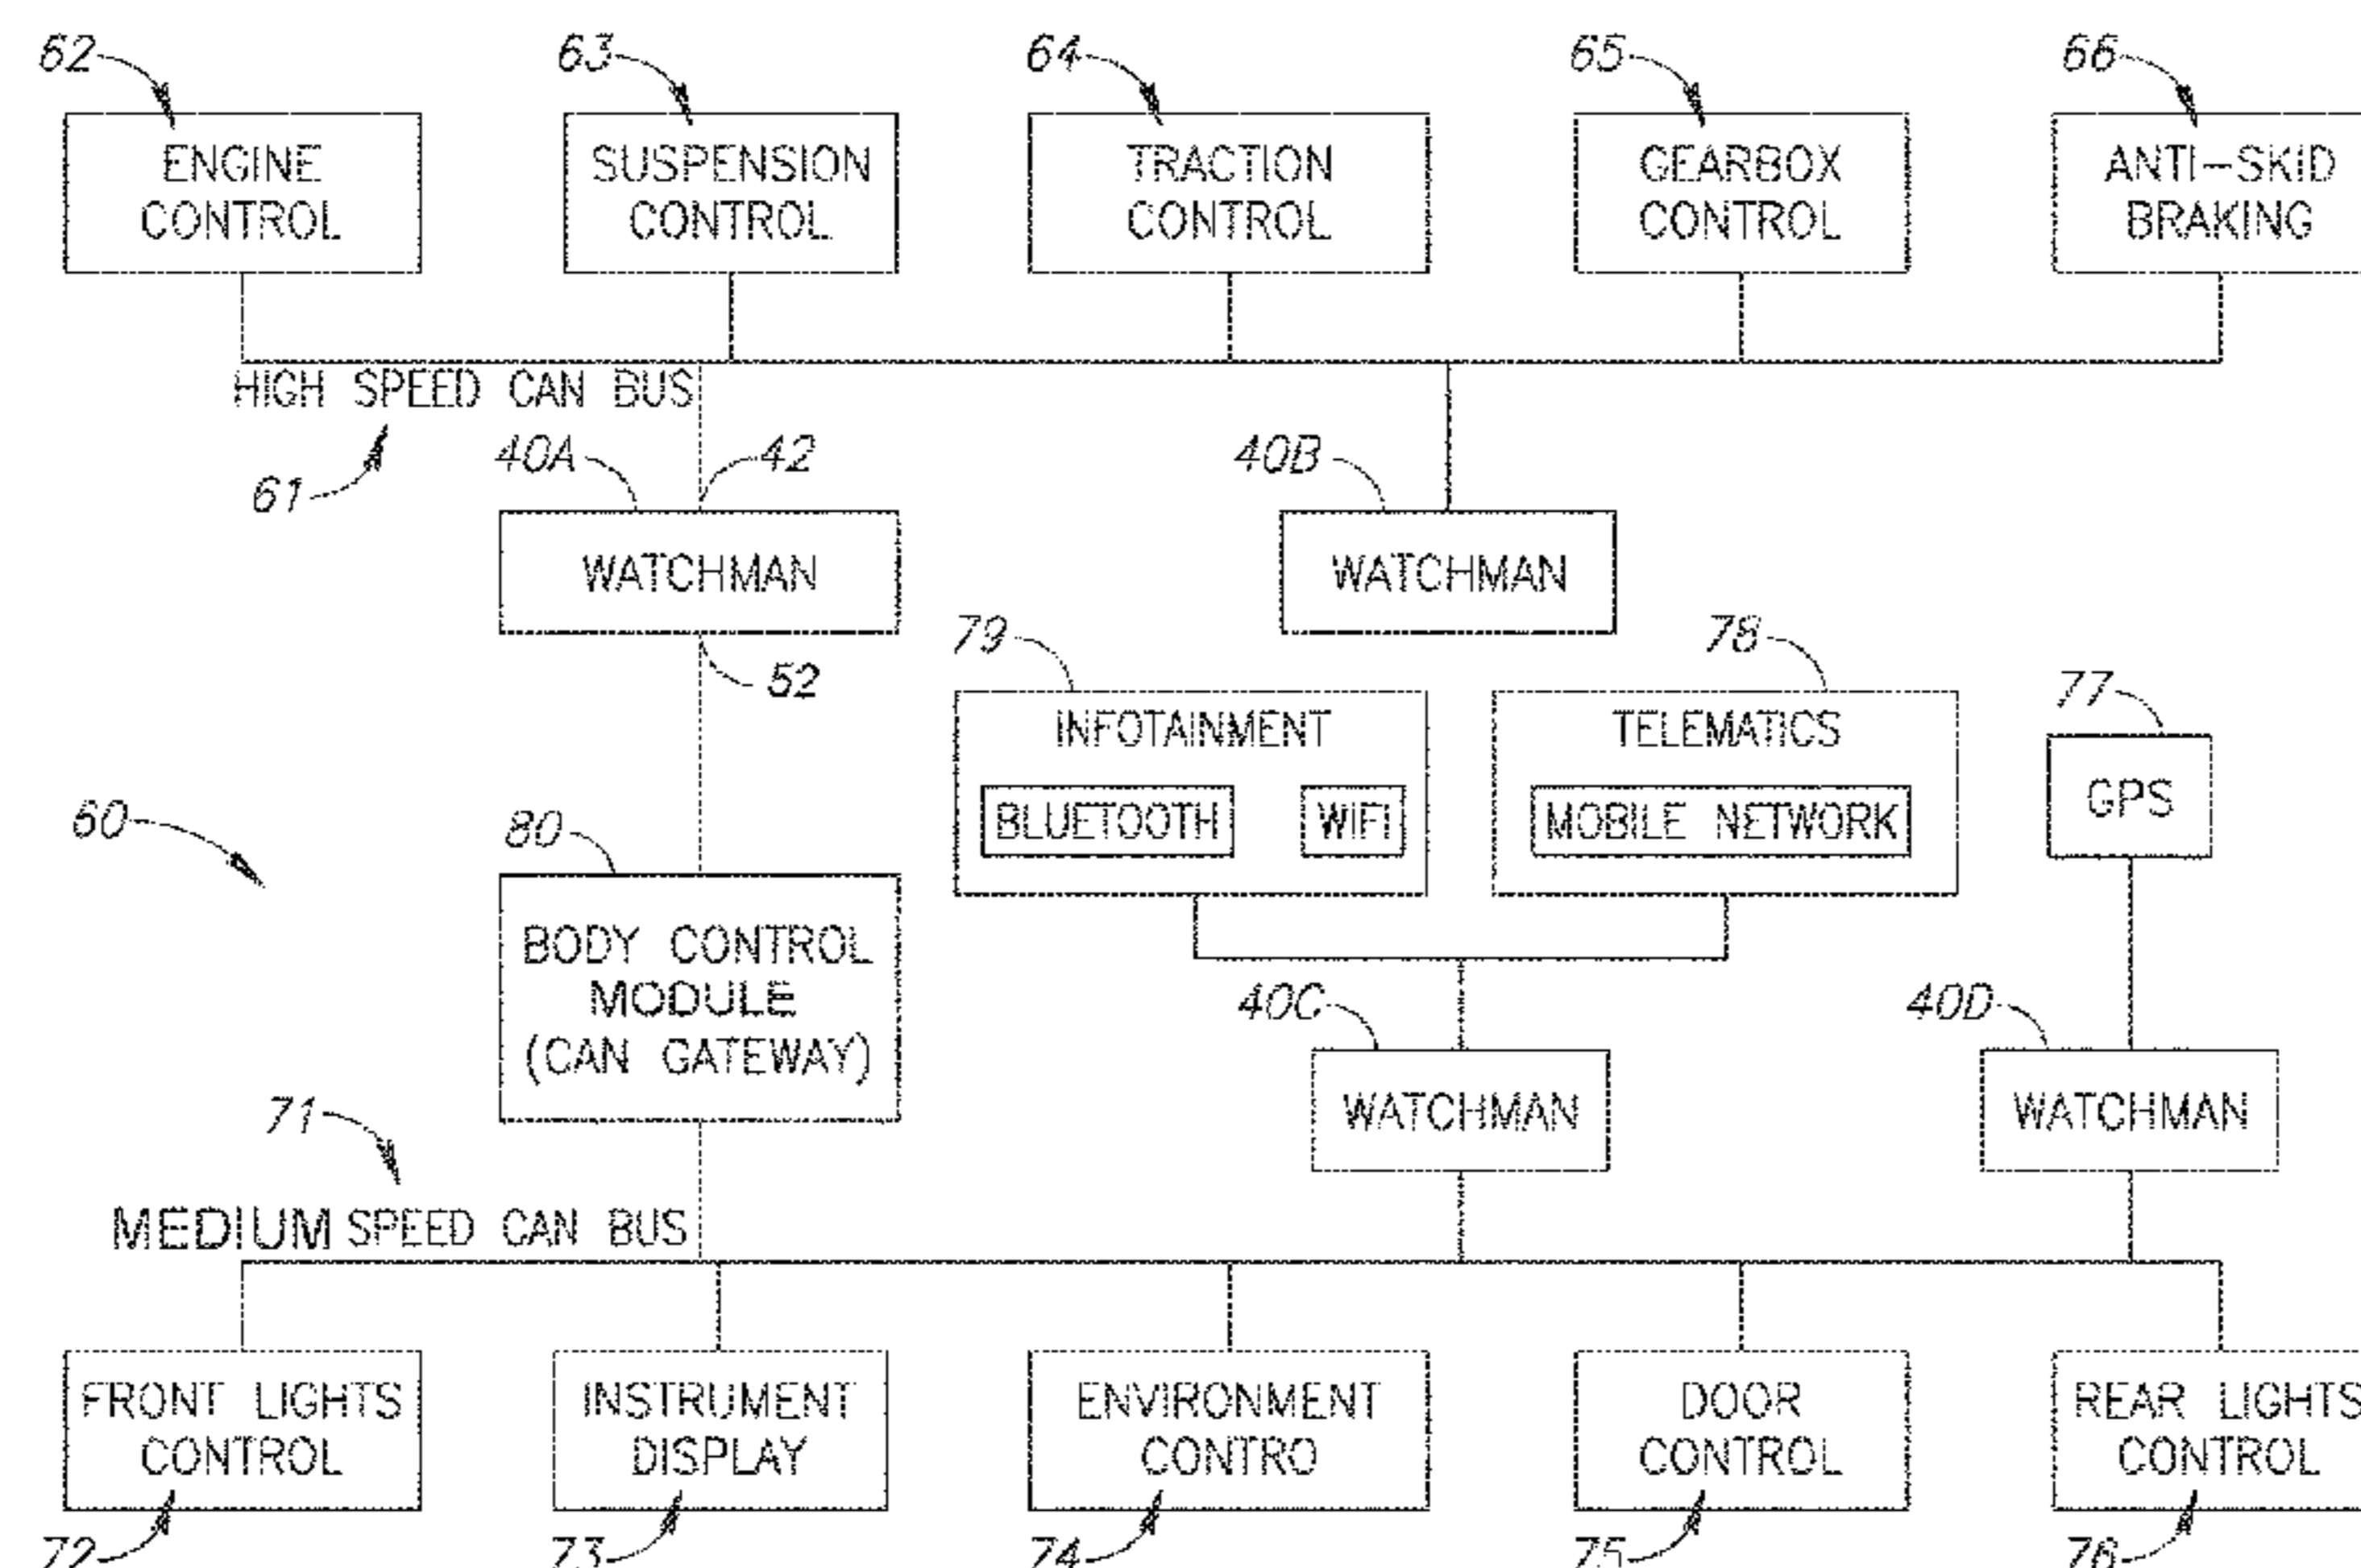 62
63
64
65
66
ENGINE
CONTROL
SUSPENSION
CONTROL
TRACTION
CONTROL
GEARBOX
CONTROL
ANTI-SKID
BRAKING
HIGH SPEED CAN BUS
61
40A
42
40B
WATCHMAN
WATCHMAN
52
79
78
77
INFOTAINMENT
BLUETOOTH
WIFI
TELEMATICS
MOBILE NETWORK
GPS
60
80
BODY CONTROL
MODULE
(CAN GATEWAY)
40C
40D
WATCHMAN
WATCHMAN
71
MEDIUM SPEED CAN BUS
FRONT LIGHTS
CONTROL
INSTRUMENT
DISPLAY
ENVIRONMENT
CONTRO
DOOR
CONTROL
REAR LIGHTS
CONTROL
72
73
74
75
76